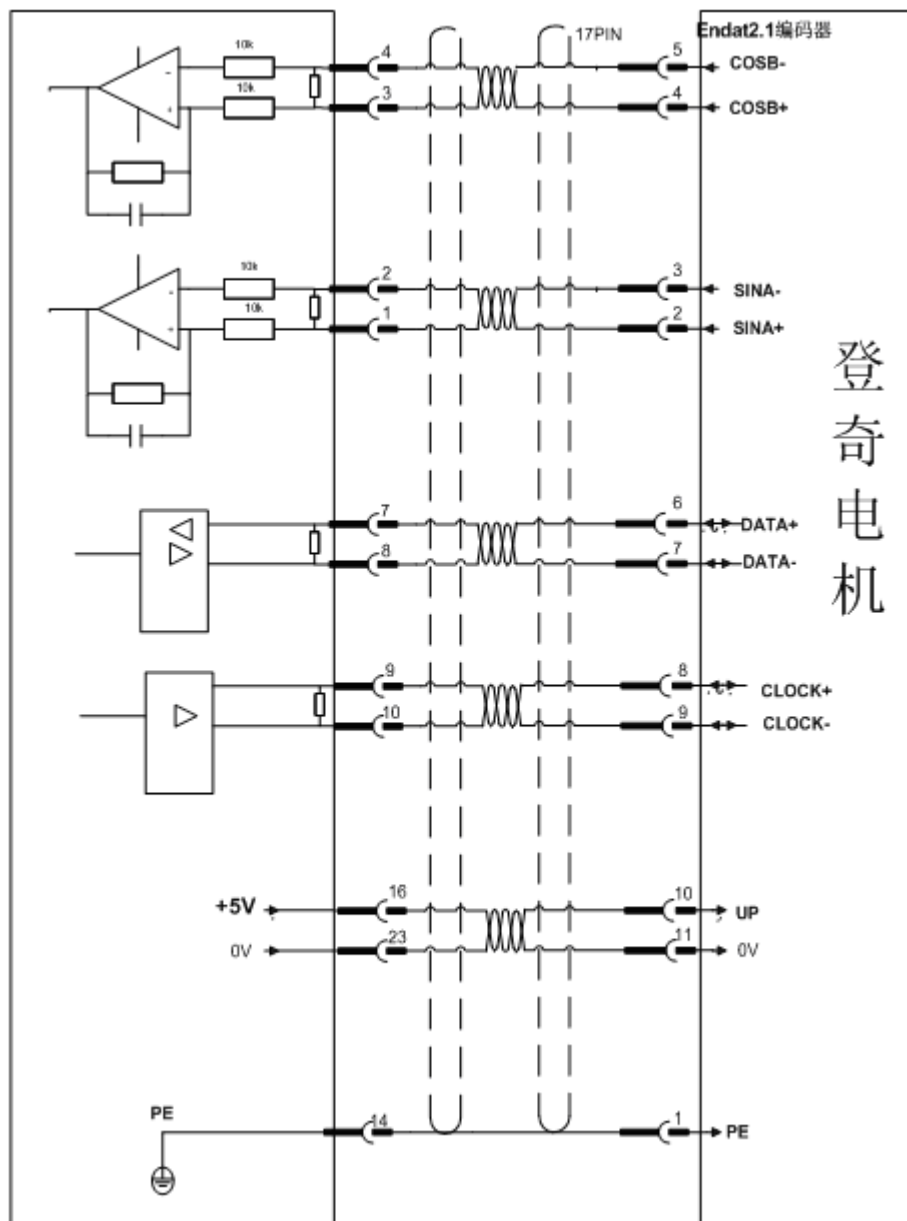 17PIN
Endat2.1编码器
10k
4
5
COSB-
-
10k
3
4
COSB+
+
10k
2
3
SINA-
-
10k
1
2
SINA+
+
登奇电机
7
6
DATA+
8
7
DATA-
9
8
CLOCK+
10
9
CLOCK-
+5V
16
10
UP
0V
23
11
0V
PE
14
1
PE